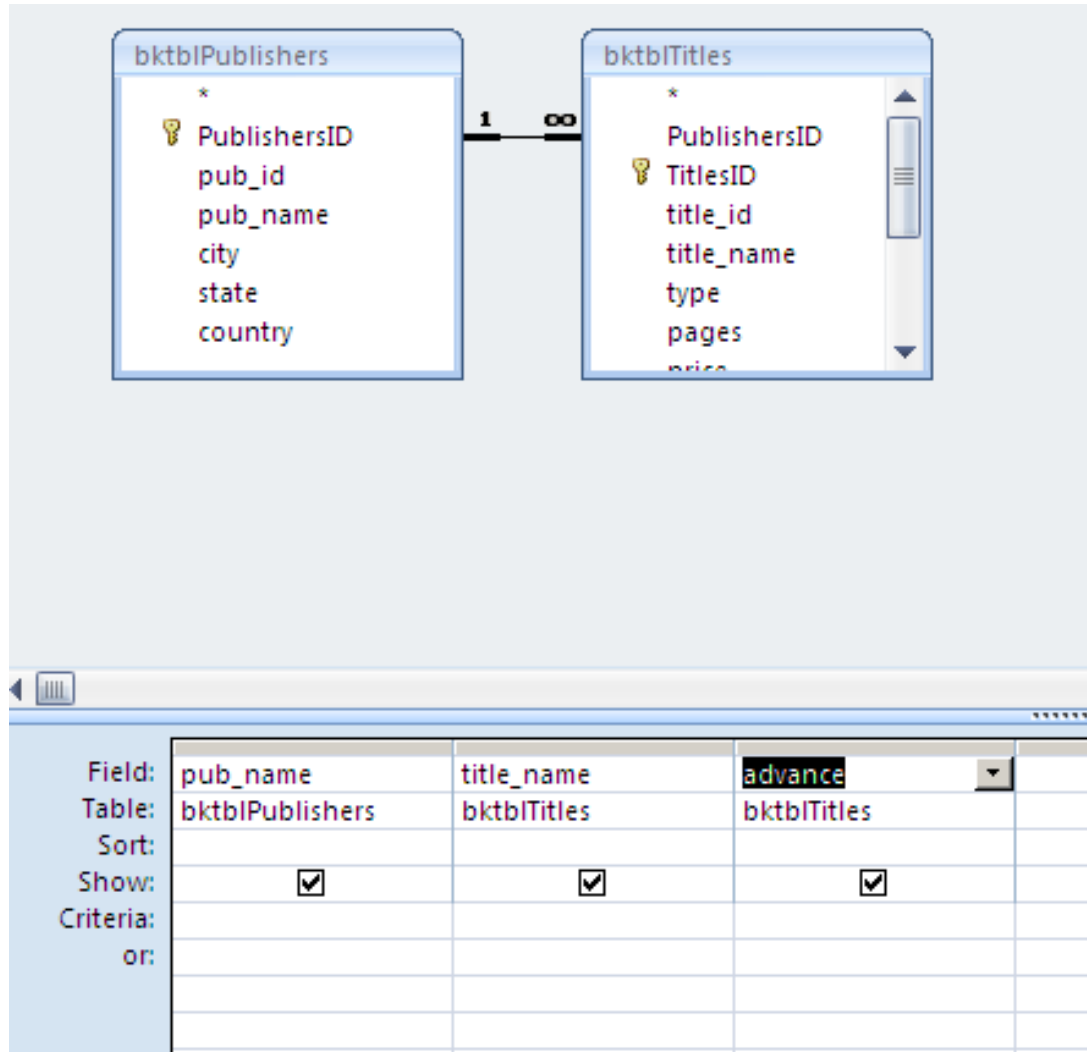 bktblPublishers
*
PublishersID
pub_id
pub_name
city
state
country
1 ∞
bktblTitles
*
PublishersID
TitlesID
title_id
title_name
type
pages
price
Field: pub_name title_name advance
Table: bktblPublishers bktblTitles bktblTitles
Sort:
Show:
Criteria:
or: